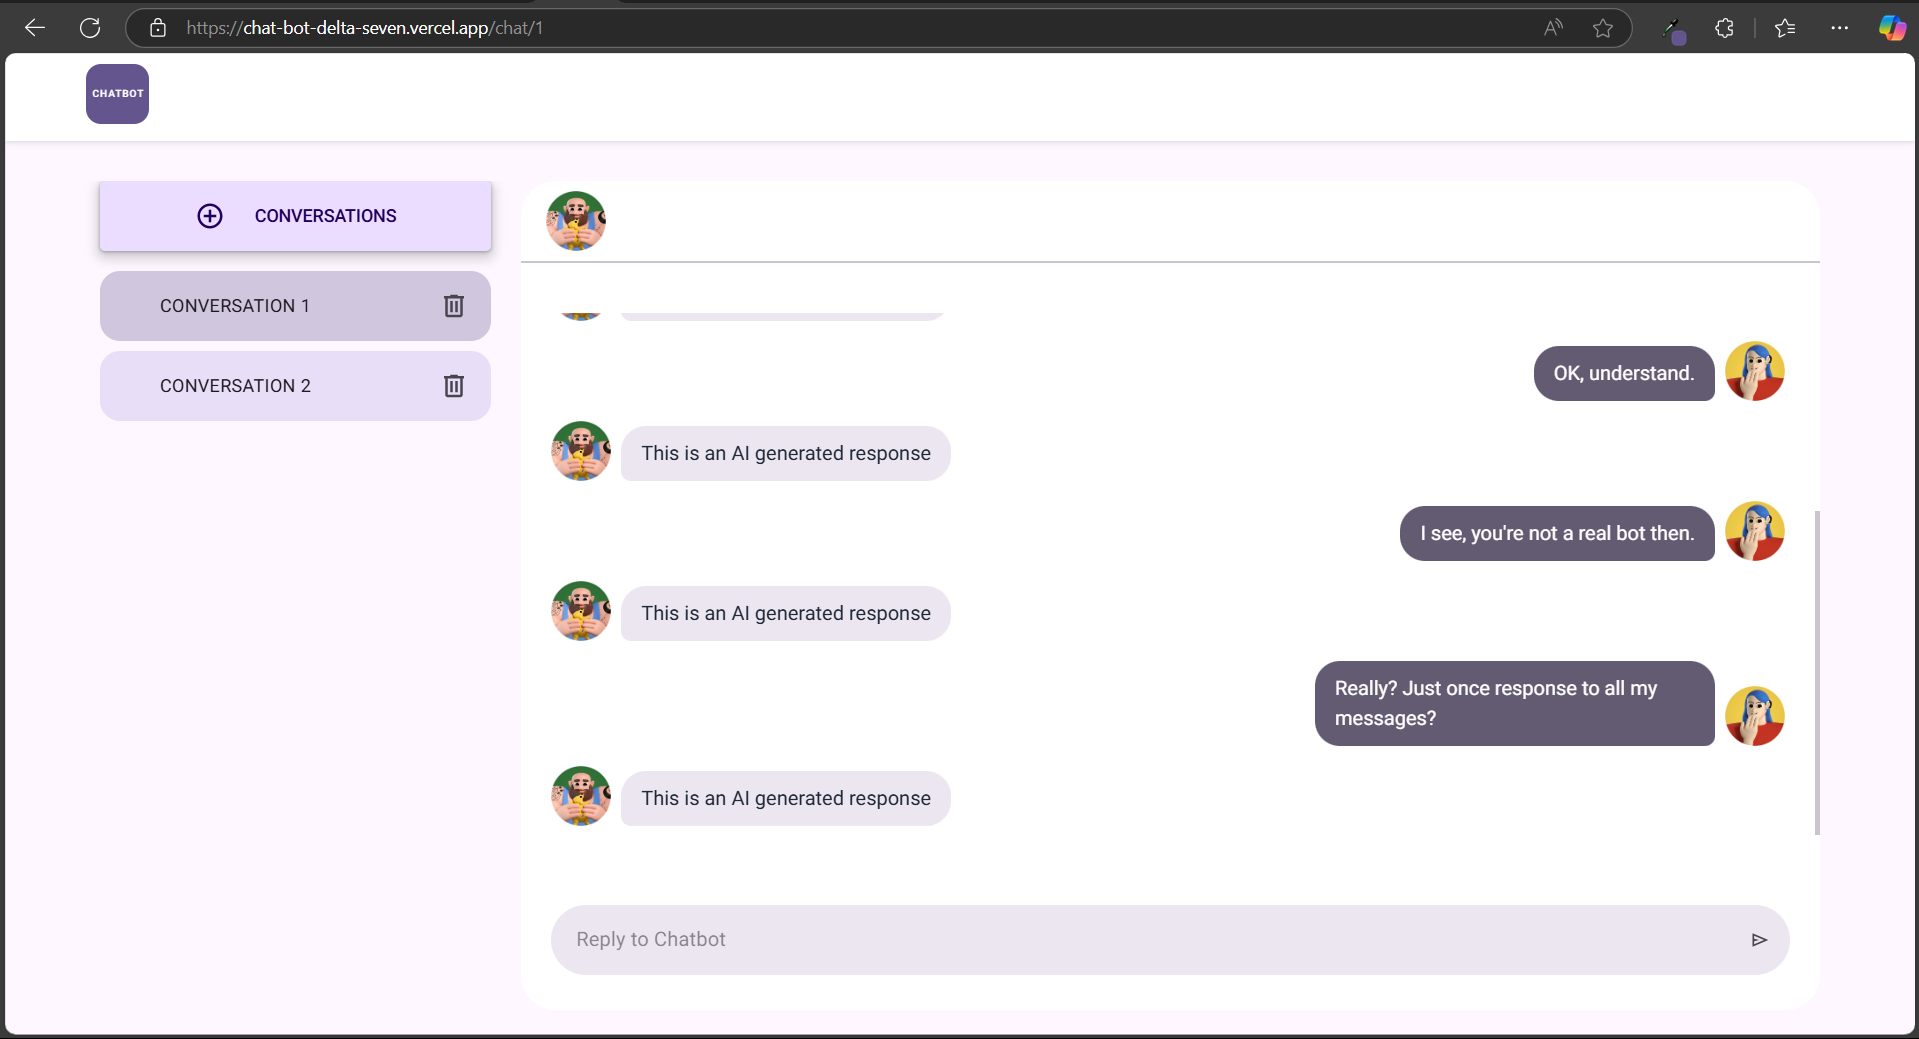 https://chat-bot-delta-seven.vercel.app/chat/1
CHATBOT
CONVERSATIONS
CONVERSATION 1
CONVERSATION 2
OK, understand.
This is an AI generated response
I see, you're not a real bot then.
This is an AI generated response
Really? Just once response to all my
messages?
This is an AI generated response
Reply to Chatbot